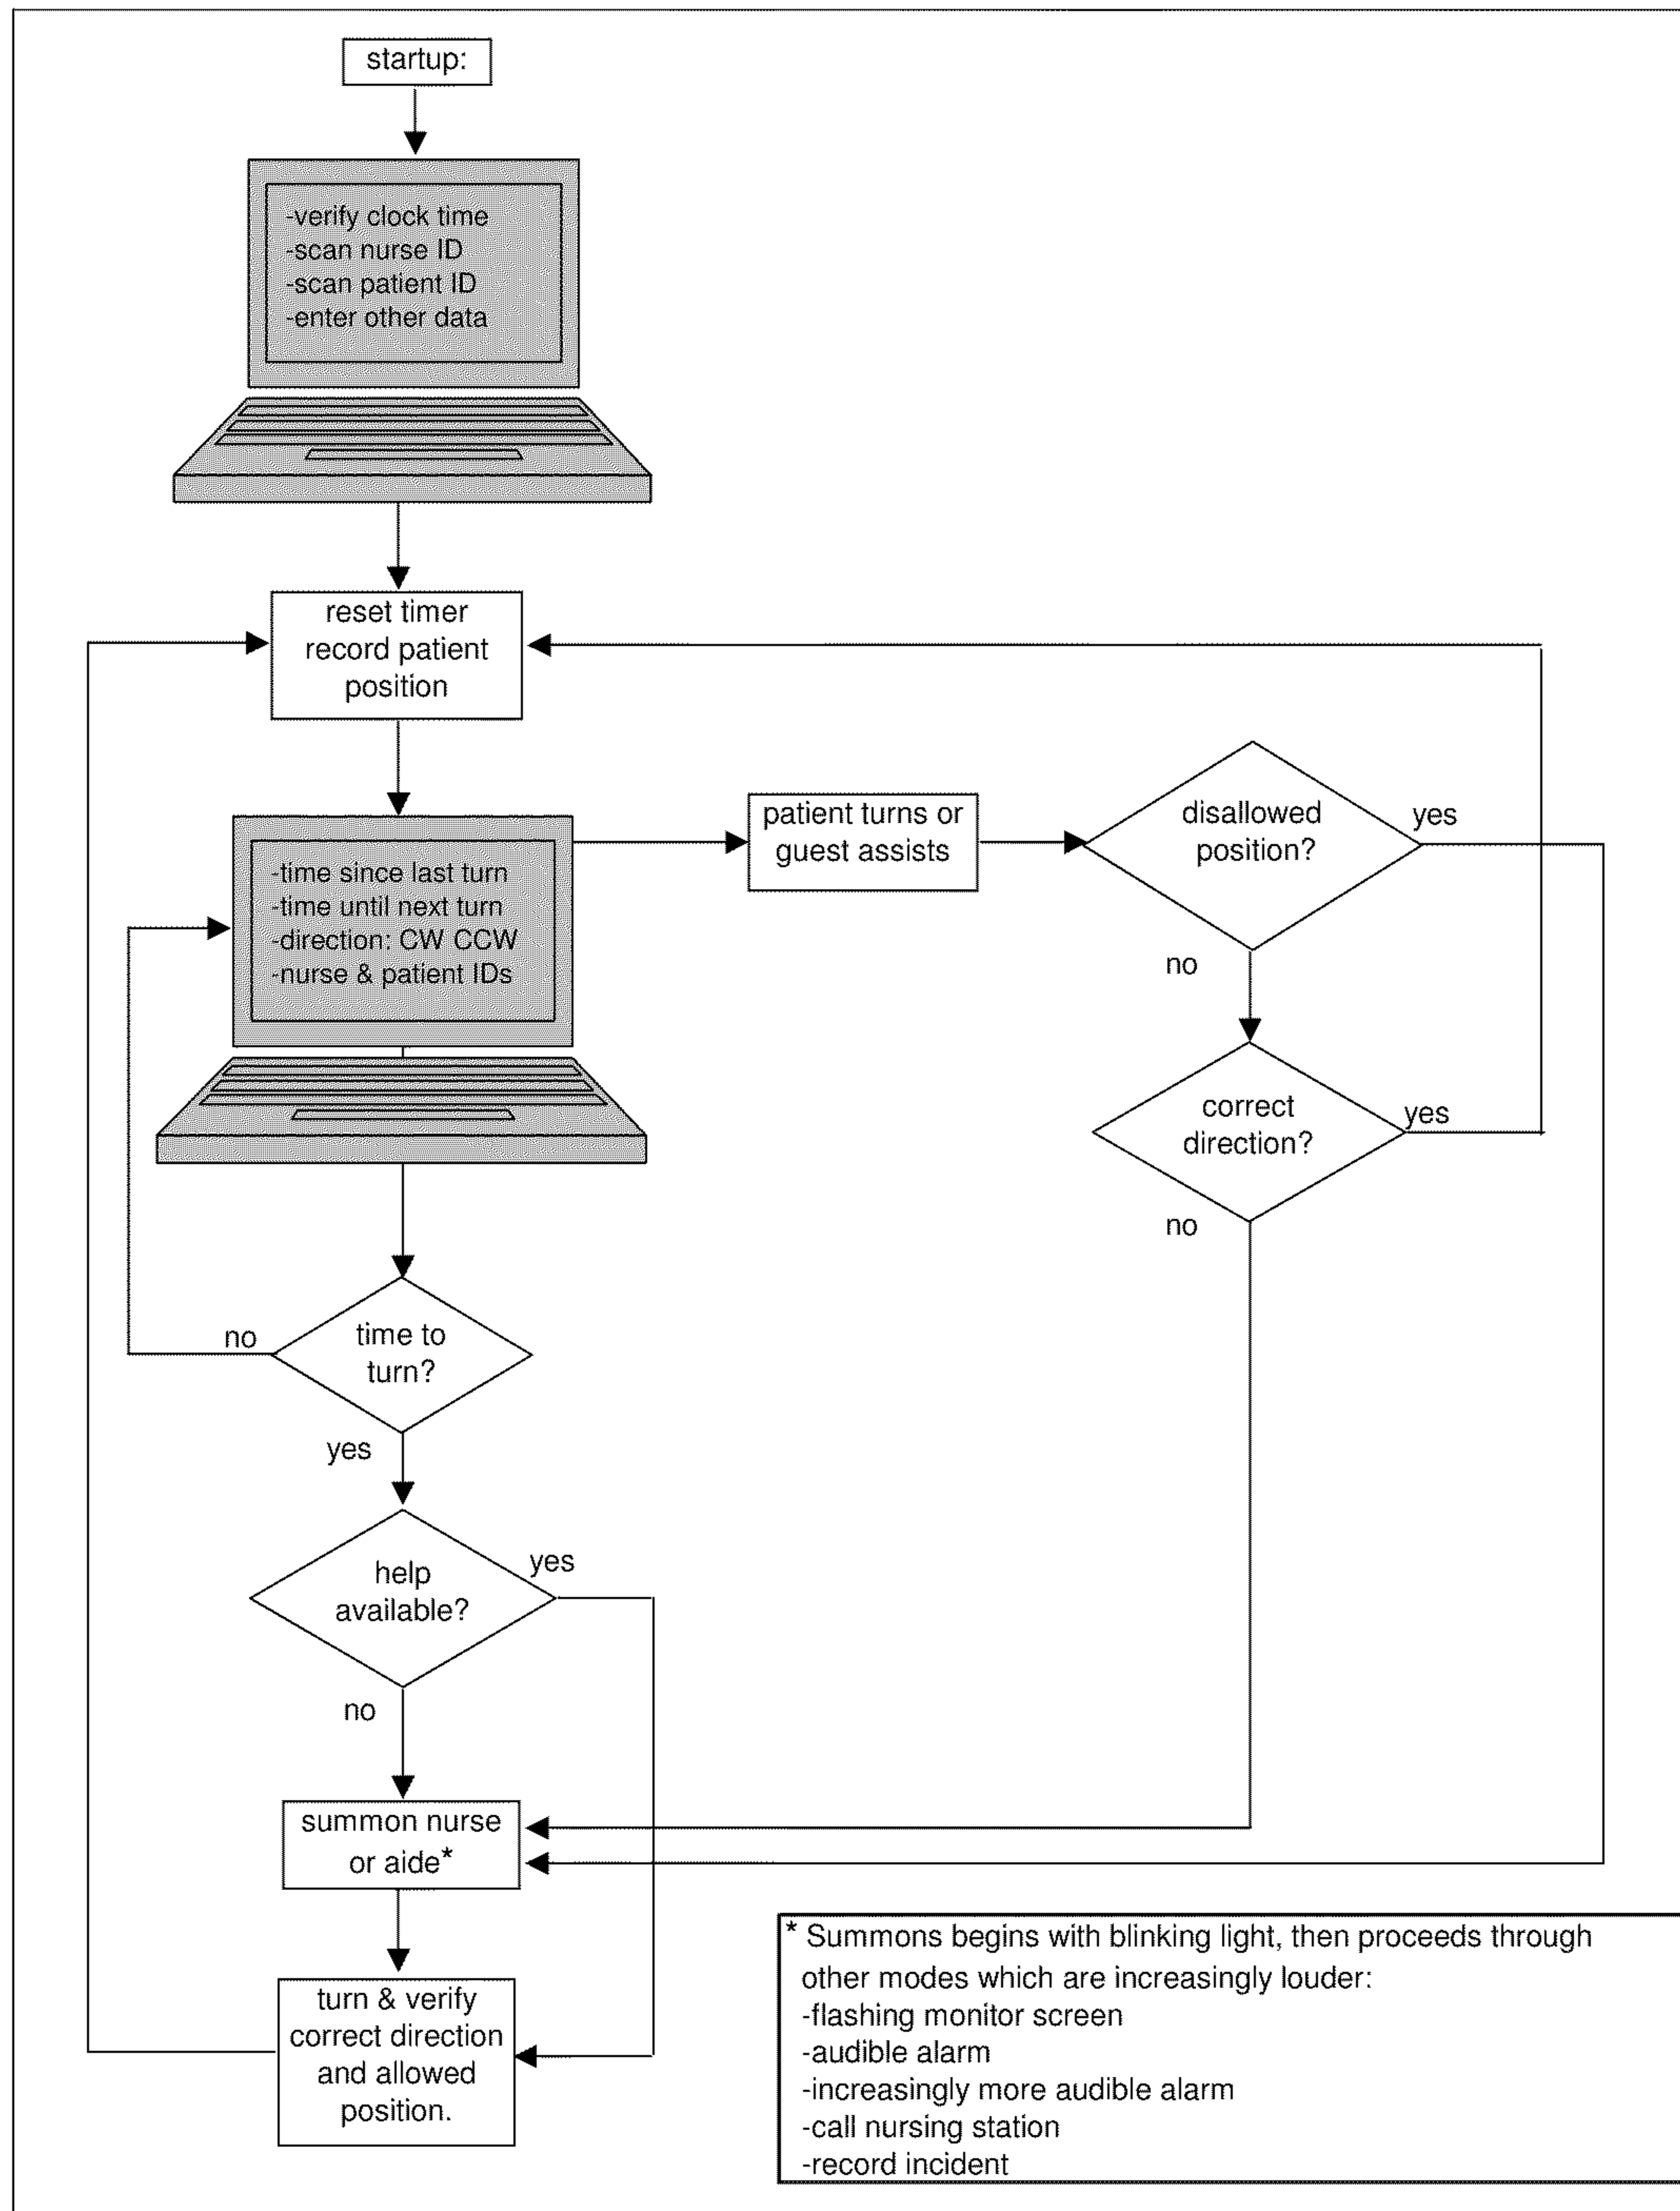 startup:
-verify clock time
-scan nurse ID
-scan patient ID
-enter other data
reset timer
record patient
position
-time since last turn
-time until next turn
-direction: CW CCW
-nurse & patient IDs
patient turns or
guest assists
disallowed
position?
yes
no
correct
direction?
yes
no
time to
turn?
no
yes
help
available?
yes
no
summon nurse
or aide*
turn & verify
correct direction
and allowed
position.
* Summons begins with blinking light, then proceeds through
other modes which are increasingly louder:
-flashing monitor screen
-audible alarm
-increasingly more audible alarm
-call nursing station
-record incident